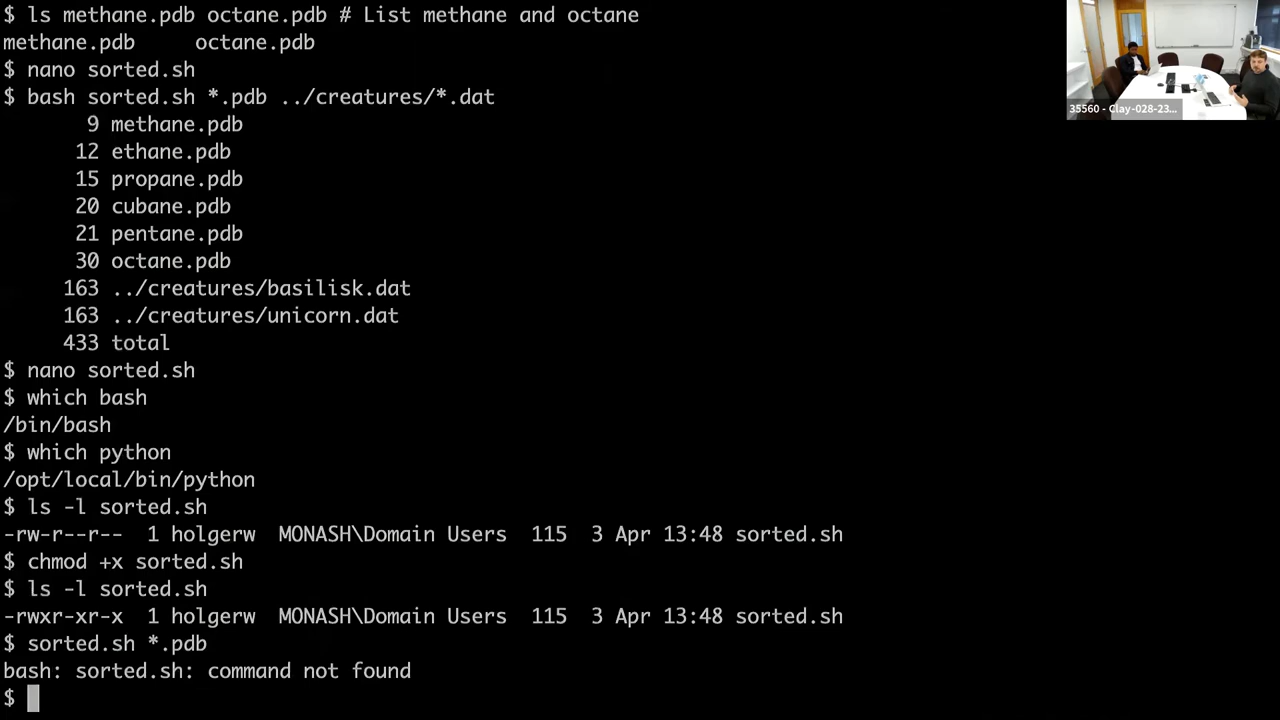 $ ls methane.pdb octane.pdb # List methane and octane
methane.pdb     octane.pdb
$ nano sorted.sh
$ bash sorted.sh *.pdb ../creatures/*.dat
      9 methane.pdb
     12 ethane.pdb
     15 propane.pdb
     20 cubane.pdb
     21 pentane.pdb
     30 octane.pdb
    163 ../creatures/basilisk.dat
    163 ../creatures/unicorn.dat
    433 total
$ nano sorted.sh
$ which bash
/bin/bash
$ which python
/opt/local/bin/python
$ ls -l sorted.sh
-rw-r--r--  1 holgerw  MONASH\Domain Users  115  3 Apr 13:48 sorted.sh
$ chmod +x sorted.sh
$ ls -l sorted.sh
-rwxr-xr-x  1 holgerw  MONASH\Domain Users  115  3 Apr 13:48 sorted.sh
$ sorted.sh *.pdb
bash: sorted.sh: command not found
$
35560 - Clay-028-23...